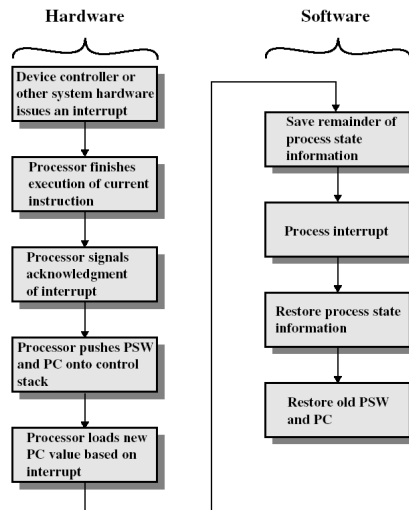 Hardware
Device controller or
other system hardware
issues an interrupt
Processor finishes
execution of current
instruction
Processor signals
acknowledgment
of interrupt
Processor pushes PSW
and PC onto control
stack
Processor loads new
PC value based on
interrupt
Software
Save remainder of
process state
information
Process interrupt
Restore process state
information
Restore old PSW
and PC